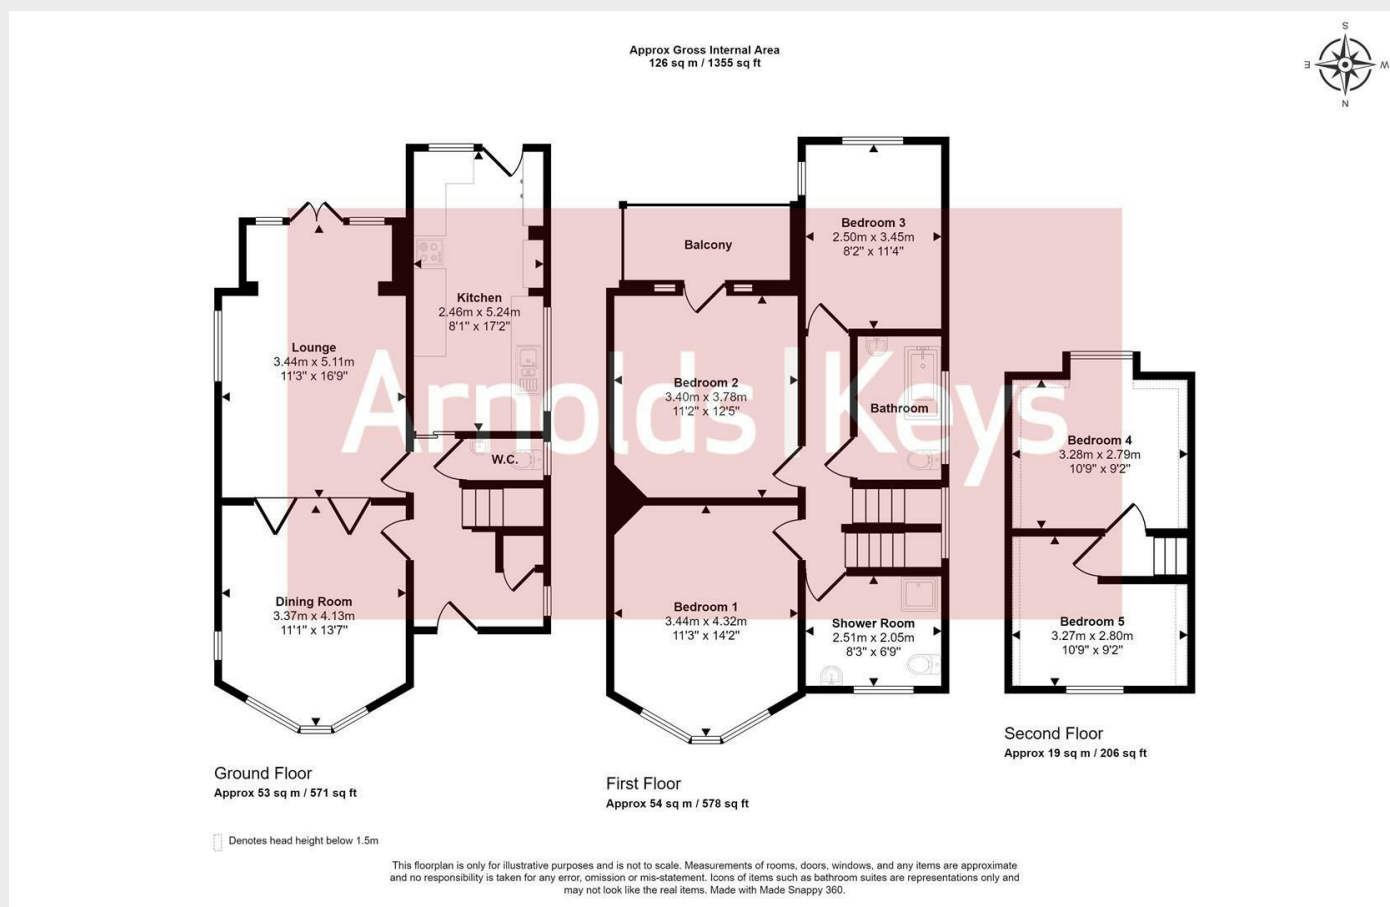 Approx Gross Internal Area
126 sq m / 1355 sq ft
S
E
W
N
Kitchen
2.46m x 5.24m
8'1" x 17'2"
Lounge
3.44m x 5.11m
11'3" x 16'9"
W.C.
Dining Room
3.37m x 4.13m
11'1" x 13'7"
Ground Floor
Approx 53 sq m / 571 sq ft
Balcony
Bedroom 3
2.50m x 3.45m
8'2" x 11'4"
Bedroom 2
3.40m x 3.78m
11'2" x 12'5"
Bathroom
Arnolds | Keys
Bedroom 1
3.44m x 4.32m
11'3" x 14'2"
Shower Room
2.51m x 2.05m
8'3" x 6'9"
First Floor
Approx 54 sq m / 578 sq ft
Bedroom 4
3.28m x 2.79m
10'9" x 9'2"
Bedroom 5
3.27m x 2.80m
10'9" x 9'2"
Second Floor
Approx 19 sq m / 206 sq ft
Denotes head height below 1.5m
This floorplan is only for illustrative purposes and is not to scale. Measurements of rooms, doors, windows, and any items are approximate
and no responsibility is taken for any error, omission or mis-statement. Icons of items such as bathroom suites are representations only and
may not look like the real items. Made with Made Snappy 360.